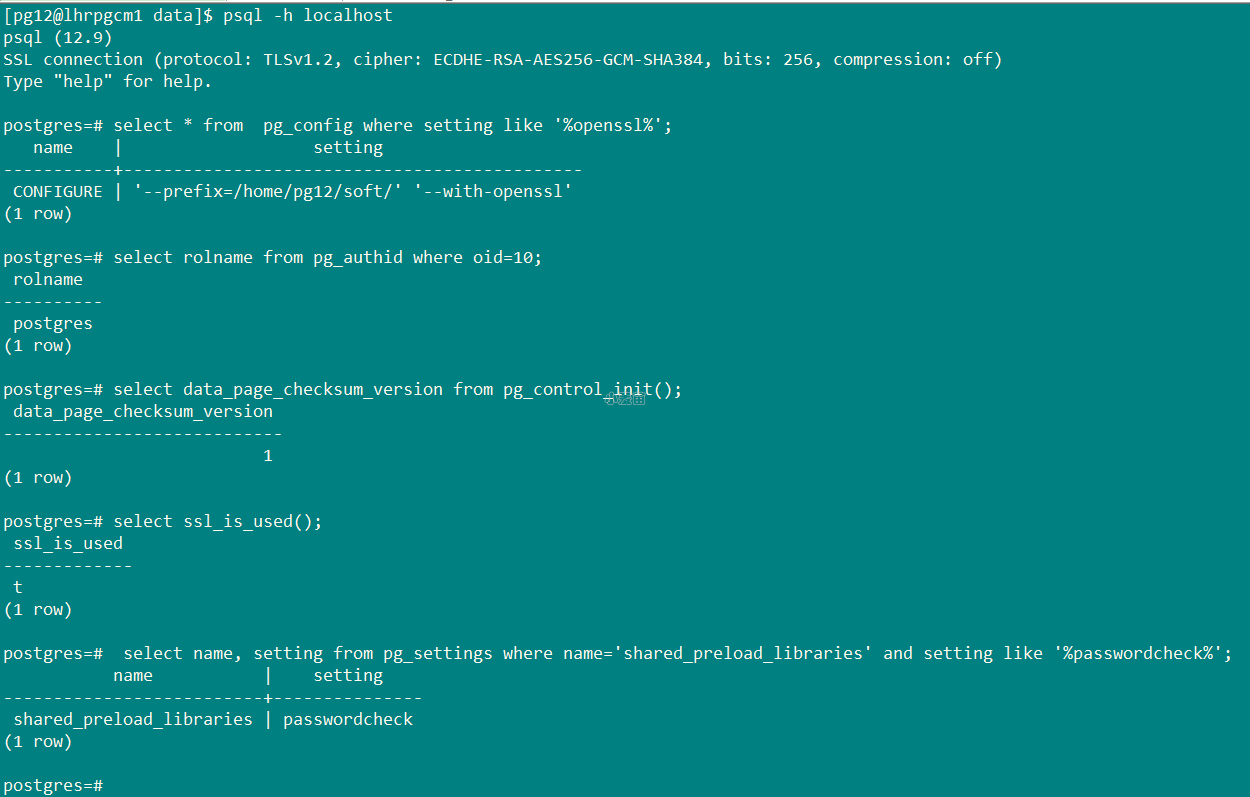 [pg12@lhrpgcm1 data]$ psql -h localhost
psql (12.9)
SSL connection (protocol: TLSv1.2, cipher: ECDHE-RSA-AES256-GCM-SHA384, bits: 256, compression: off)
Type "help" for help.

postgres=# select * from  pg_config where setting like '%openssl%';
   name    |                   setting
-----------+----------------------------------------------
 CONFIGURE | '--prefix=/home/pg12/soft/' '--with-openssl'
(1 row)

postgres=# select rolname from pg_authid where oid=10;
 rolname
----------
 postgres
(1 row)

postgres=# select data_page_checksum_version from pg_control_init();
 data_page_checksum_version
----------------------------
                          1
(1 row)

postgres=# select ssl_is_used();
 ssl_is_used
-------------
 t
(1 row)

postgres=#  select name, setting from pg_settings where name='shared_preload_libraries' and setting like '%passwordcheck%';
           name           |    setting
--------------------------+---------------
 shared_preload_libraries | passwordcheck
(1 row)

postgres=#